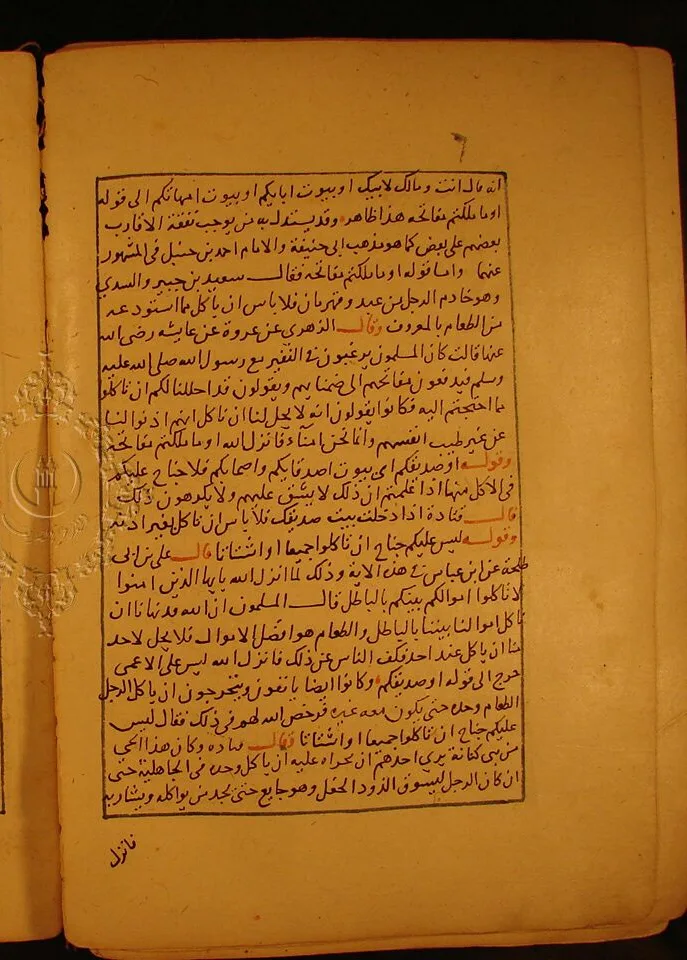 انه قال انت ومالك لابيك او بيوت ابايكم او بيوت امهاتكم الى قوله
او ما ملكتم مفاتحه هذا ظاهر وقد يستدل به من يوجب نفقة الاقارب
بعضهم على بعض كما هو مذهب ابي حنيفة والامام احمد بن حنبل في المشهور
عنهما واما قوله او ما ملكتم مفاتحه فقال سعيد بن جبير والسدي
وهو خادم الرجل من عبد وقهرمان فلا باس ان ياكل مما استودعه
من الطعام بالمعروف وقال الزهري عن عروة عن عايشه رضى الله
عنها قالت كان المسلمون يرغبون في النفير مع رسول الله صلى الله عليه
وسلم فيدفعون مفاتحهم الى ضمنايهم ويقولون قد احللنا لكم ان تاكلوا
مما احتجتم اليه فكانوا يقولون انه لا يحل لنا ان ناكل انهم اذنوا لنا
عن غير طيب انفسهم وانما نحن امناء فانزل الله او ما ملكتم مفاتحه
وقوله او صديقكم اي بيوت اصدقايكم واصحابكم فلا جناح عليكم
في الاكل منها اذا علمتم ان ذلك لا يشق عليهم ولا يكرهون ذلك
قال قتادة اذا دخلت بيت صديقك فلا باس ان تاكل بغير اذنه
وقوله ليس عليكم جناح ان تاكلوا جميعا او اشتاتا قال علي بن ابي
طلحة عن ابن عباس في هذه الاية وذلك لما انزل الله يايها الذين امنوا
لا تاكلوا اموالكم بينكم بالباطل قال المسلمون ان الله قد نهانا ان
ناكل اموالنا بيننا بالباطل والطعام هو افضل الاموال فلا يحل لاحد
منا ان ياكل عند احد فكف الناس عن ذلك فانزل الله ليس على الاعمى
حرج الى قوله او صديقكم وكانوا ايضا يانفون ويتحرجون ان ياكل الرجل
الطعام وحده حتى يكون معه غيره فرخص الله لهم في ذلك فقال ليس
عليكم جناح ان تاكلوا جميعا او اشتاتا فقال قتاده وكان هذا الحي
من بني كنانة يرى احدهم ان محراه عليه ان ياكل وحده في الجاهلية حتى
ان كان الرجل ليسوق الذود الحفل وهو جايع حتى يجد من يواكله ويشاربه
فانزل